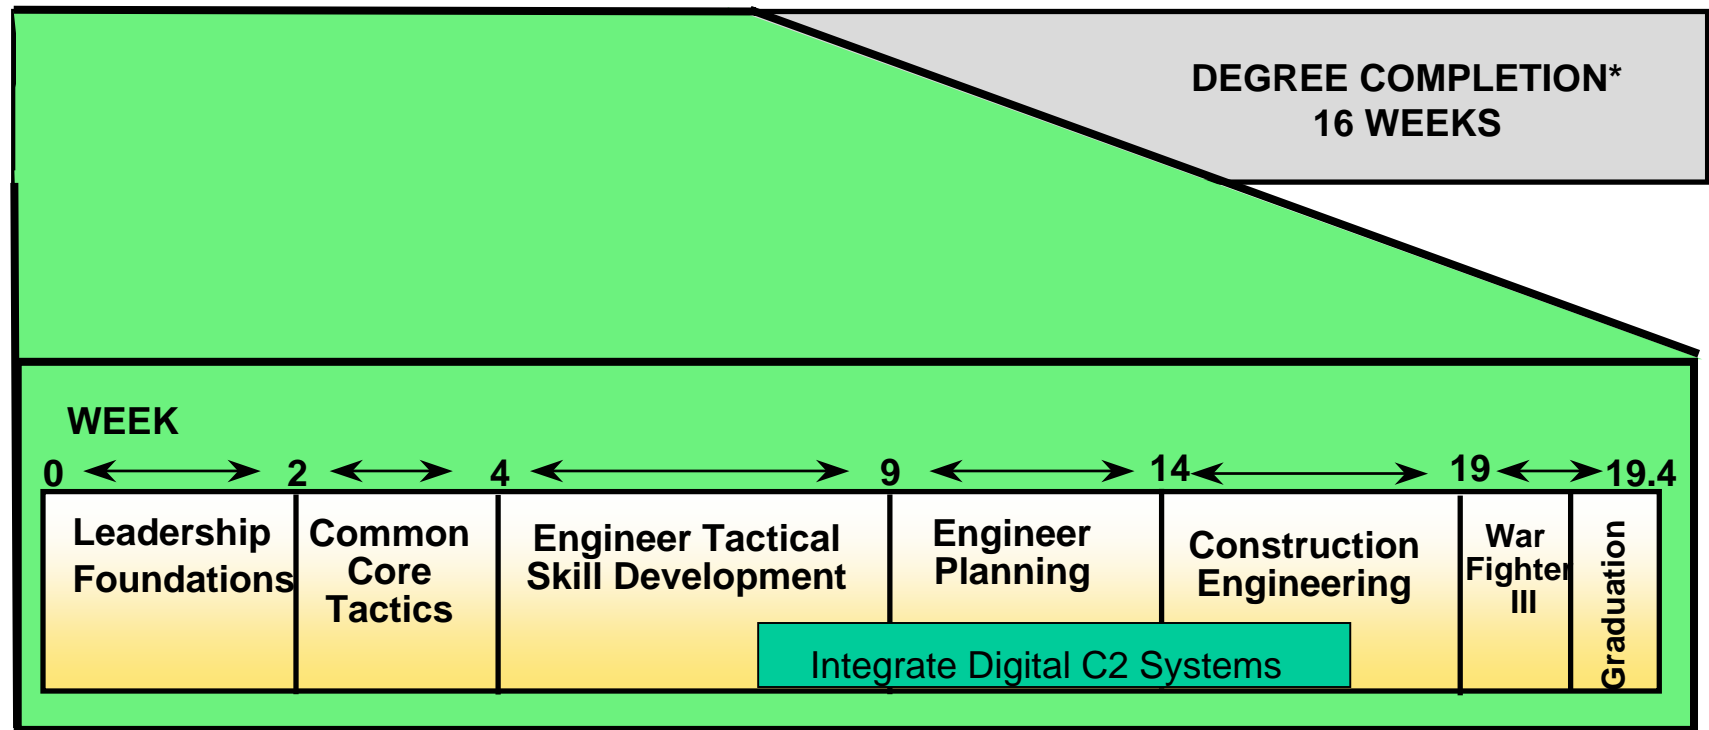 DEGREE COMPLETION*
16 WEEKS
WEEK
0 2 4 9 14 19 19.4
Leadership
Foundations
Common
Core
Tactics
Engineer Tactical
Skill Development
Engineer
Planning
Construction
Engineering
War
Fighter
III
Graduation
Integrate Digital C2 Systems